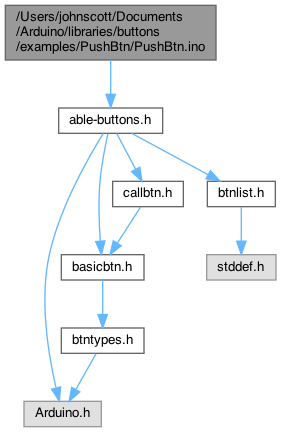 /Users/johnscott/Documents
/Arduino/libraries/buttons
/examples/PushBtn/PushBtn.ino
able-buttons.h
callbtn.h
btnlist.h
basicbtn.h
stddef.h
btntypes.h
Arduino.h